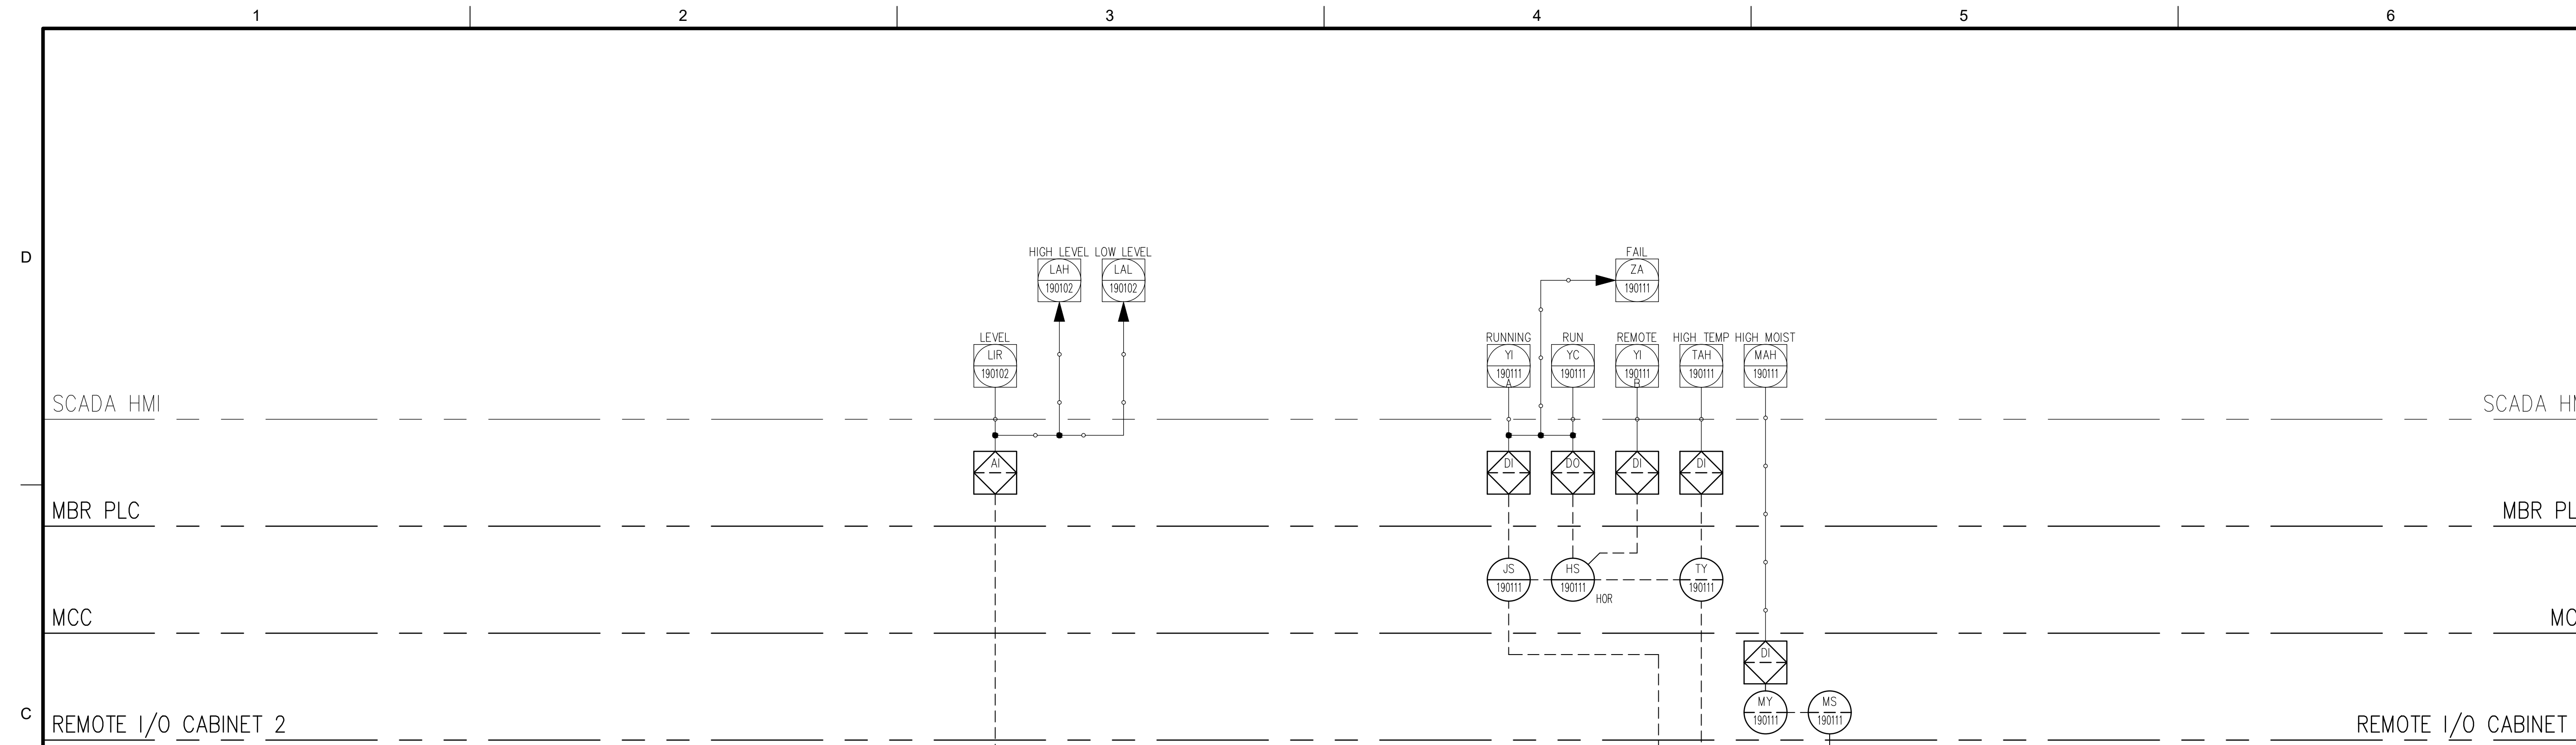 1 2 3 4 5 6
D
HIGH LEVEL LOW LEVEL FAIL
LAH LAL ZA
190102 190102 190111
LEVEL RUNNING RUN REMOTE HIGH TEMP HIGH MOIST
LIR YI YC YI TAH MAH
190102 190111 190111 190111 190111 190111
A B
SCADA HMI SCADA HM
AI DI DO DI DI
MBR PLC MBR PL
JS HS TY
190111 190111 190111
HOR
MCC MC
DI
MY MS
190111 190111
C
REMOTE I/O CABINET 2 REMOTE I/O CABINET